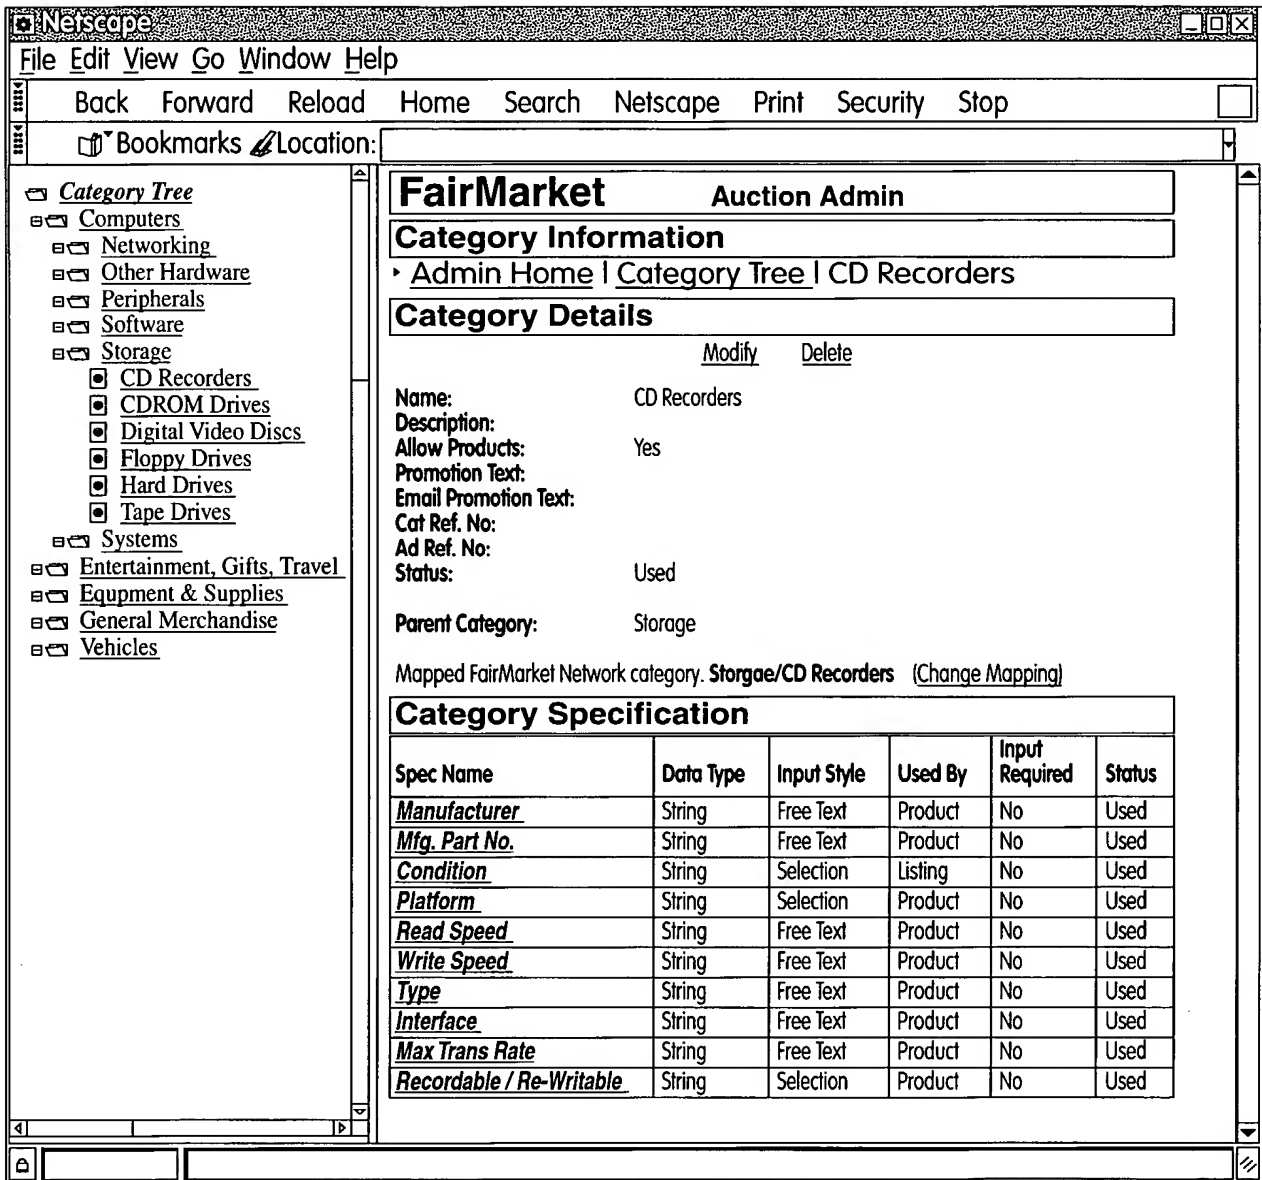 Netscape
File Edit View Go Window Help
Back Forward Reload Home Search Netscape Print Security Stop
Bookmarks Location:
Category Tree
Computers
Networking
Other Hardware
Peripherals
Software
Storage
CD Recorders
CDROM Drives
Digital Video Discs
Floppy Drives
Hard Drives
Tape Drives
Systems
Entertainment, Gifts, Travel
Equpment & Supplies
General Merchandise
Vehicles
FairMarket Auction Admin
Category Information
Admin Home | Category Tree | CD Recorders
Category Details
Modify Delete
Name: CD Recorders
Description:
Allow Products: Yes
Promotion Text:
Email Promotion Text:
Cat Ref. No:
Ad Ref. No:
Status: Used
Parent Category: Storage
Mapped FairMarket Network category. Storgae/CD Recorders (Change Mapping)
Category Specification
Spec Name Data Type Input Style Used By Input Required Status
Manufacturer String Free Text Product No Used
Mfg. Part No. String Free Text Product No Used
Condition String Selection Listing No Used
Platform String Selection Product No Used
Read Speed String Free Text Product No Used
Write Speed String Free Text Product No Used
Type String Free Text Product No Used
Interface String Free Text Product No Used
Max Trans Rate String Free Text Product No Used
Recordable / Re-Writable String Selection Product No Used